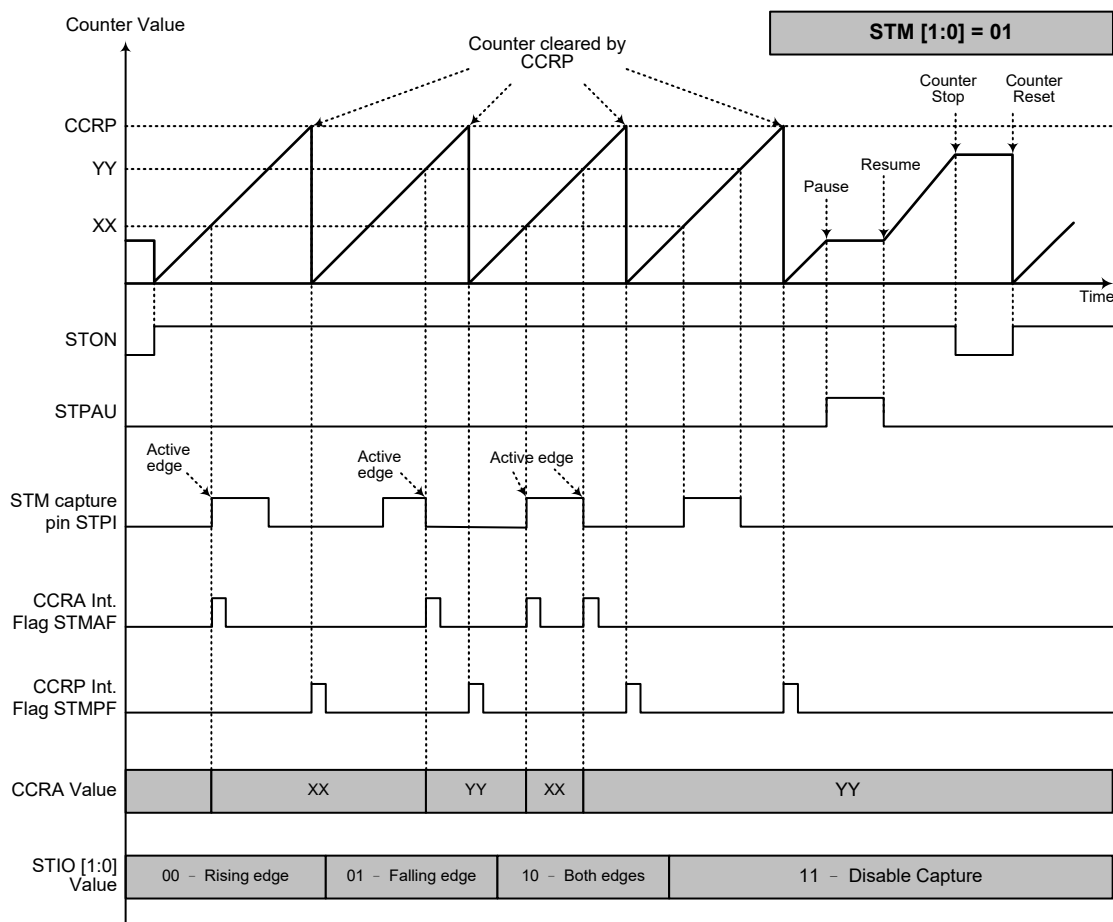 Counter Value
STM [1:0] = 01
Counter cleared by
CCRP
Counter
Stop
Counter
Reset
CCRP
YY
Resume
Pause
XX
Time
STON
STPAU
Active
edge
Active
edge
Active edge
STM capture
pin STPI
CCRA Int.
Flag STMAF
CCRP Int.
Flag STMPF
CCRA Value
XX
YY
XX
YY
STIO [1:0]
Value
00 – Rising edge
01 – Falling edge
10 – Both edges
11 – Disable Capture